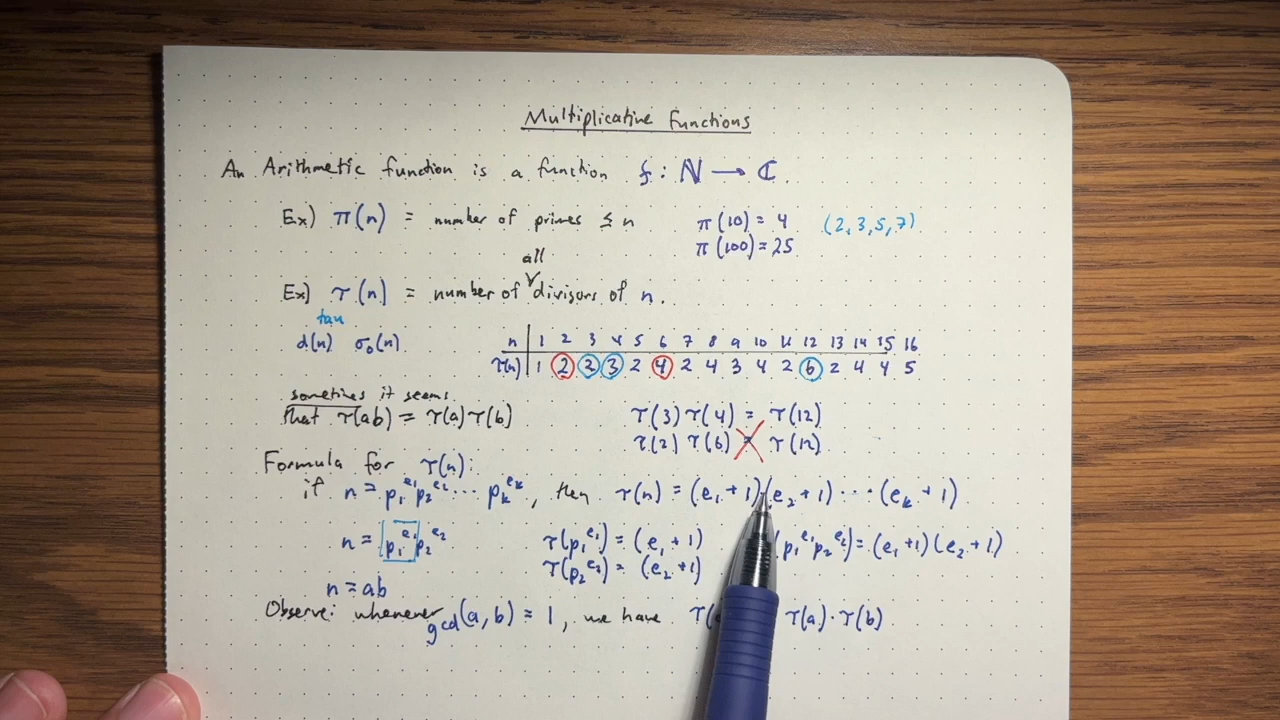 Multiplicative Functions
An Arithmetic function is a function f : ℕ → ℂ
Ex) π(n) = number of primes ≤ n π(10) = 4 (2, 3, 5, 7)
π(100) = 25
all
Ex) τ(n) = number of ∨ divisors of n.
tau
d(n) σ₀(n)
n | 1 2 3 4 5 6 7 8 9 10 11 12 13 14 15 16
τ(n) | 1 2 2 3 2 4 2 4 3 4 2 6 2 4 4 5
sometimes it seems
that τ(ab) = τ(a)τ(b)
τ(3) τ(4) = τ(12)
τ(2) τ(6) = τ(12)
Formula for τ(n):
if n = p₁^e₁ p₂^e₂ ... pₖ^eₖ, then τ(n) = (e₁ + 1)(e₂ + 1) ... (eₖ + 1)
n = p₁^e₁ p₂^e₂ τ(p₁^e₁) = (e₁ + 1) (p₁^e₁ p₂^e₂) = (e₁ + 1)(e₂ + 1)
τ(p₂^e₂) = (e₂ + 1)
n = ab
Observe: whenever gcd(a, b) = 1, we have τ( τ(a) · τ(b)